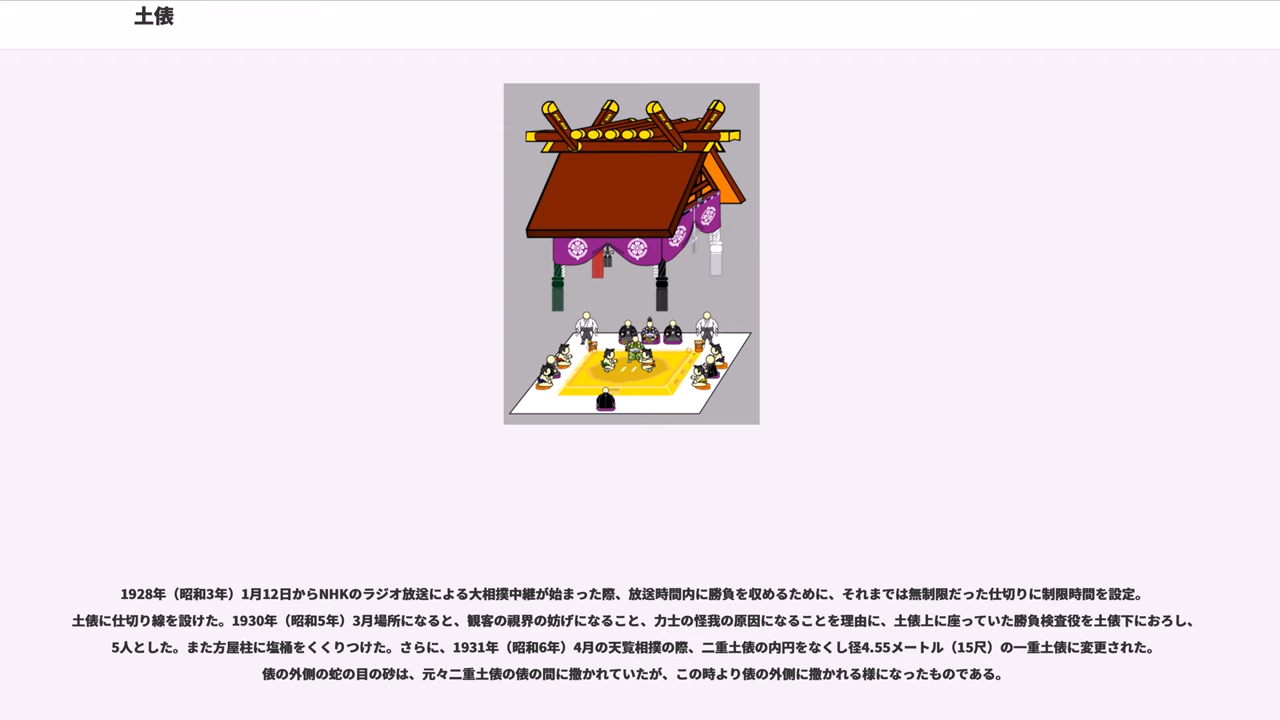 土俵
1928年（昭和3年）1月12日からNHKのラジオ放送による大相撲中継が始まった際、放送時間内に勝負を収めるために、それまでは無制限だった仕切りに制限時間を設定。
土俵に仕切り線を設けた。1930年（昭和5年）3月場所になると、観客の視界の妨げになること、力士の怪我の原因になることを理由に、土俵上に座っていた勝負検査役を土俵下におろし、
5人とした。また方屋柱に塩桶をくくりつけた。さらに、1931年（昭和6年）4月の天覧相撲の際、二重土俵の内円をなくし径4.55メートル（15尺）の一重土俵に変更された。
俵の外側の蛇の目の砂は、元々二重土俵の俵の間に撒かれていたが、この時より俵の外側に撒かれる様になったものである。